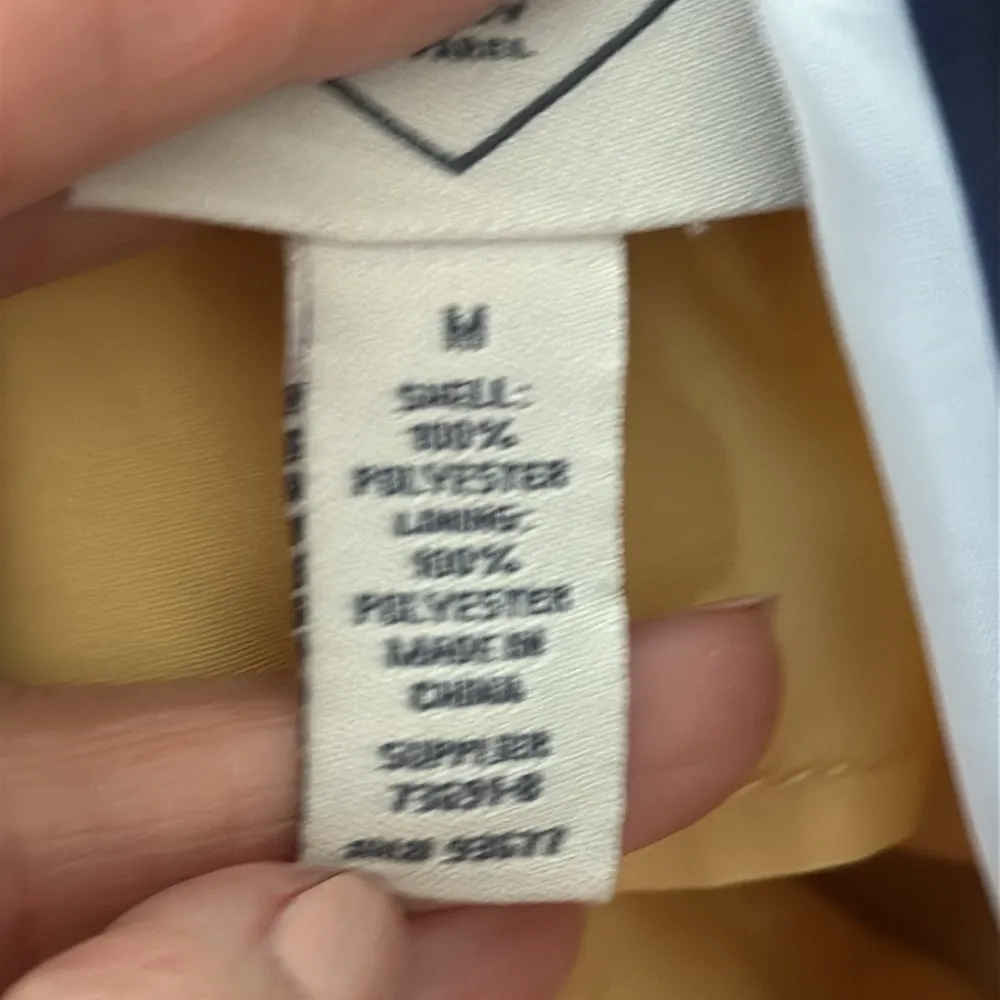 M
SHELL:
100%
POLYESTER
LINING:
100%
POLYESTER
MADE IN
CHINA
SUPPLIER